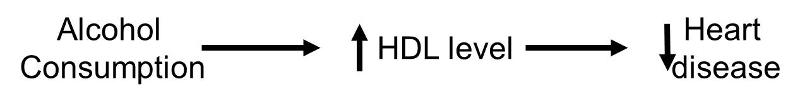 Alcohol
Consumption
HDL level
Heart
disease